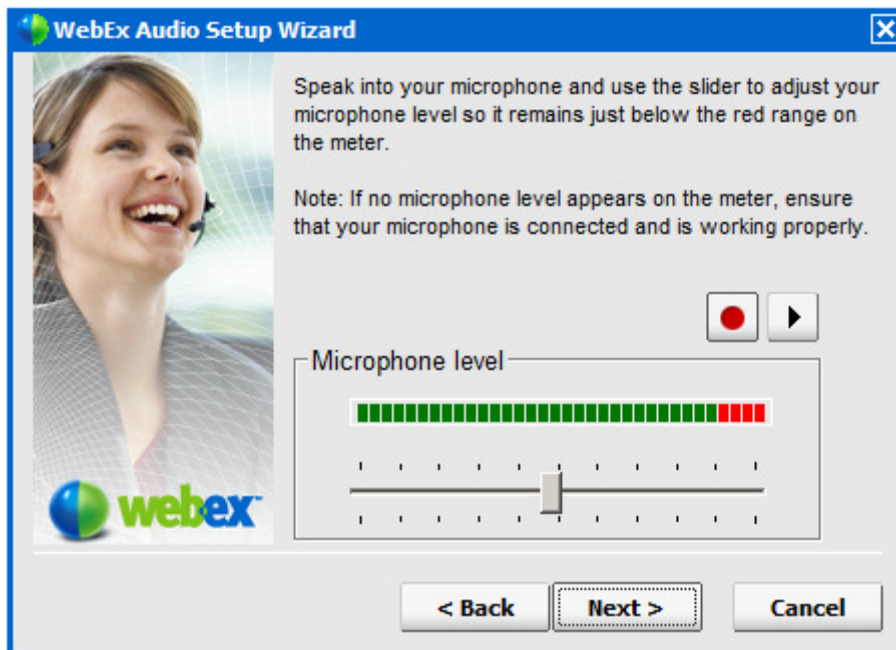 WebEx Audio Setup Wizard
Speak into your microphone and use the slider to adjust your
microphone level so it remains just below the red range on
the meter.
Note: If no microphone level appears on the meter, ensure
that your microphone is connected and is working properly.
Microphone level
webex
< Back
Next >
Cancel